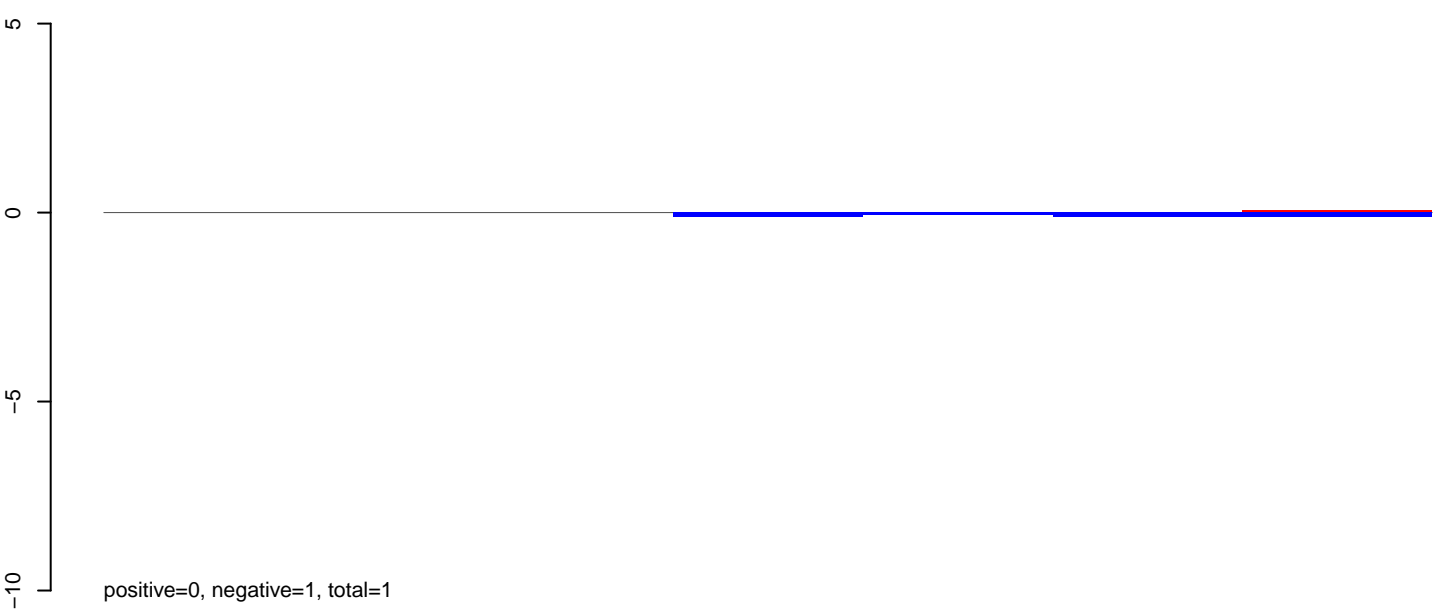 5
0
−5
−10
positive=0, negative=1, total=1